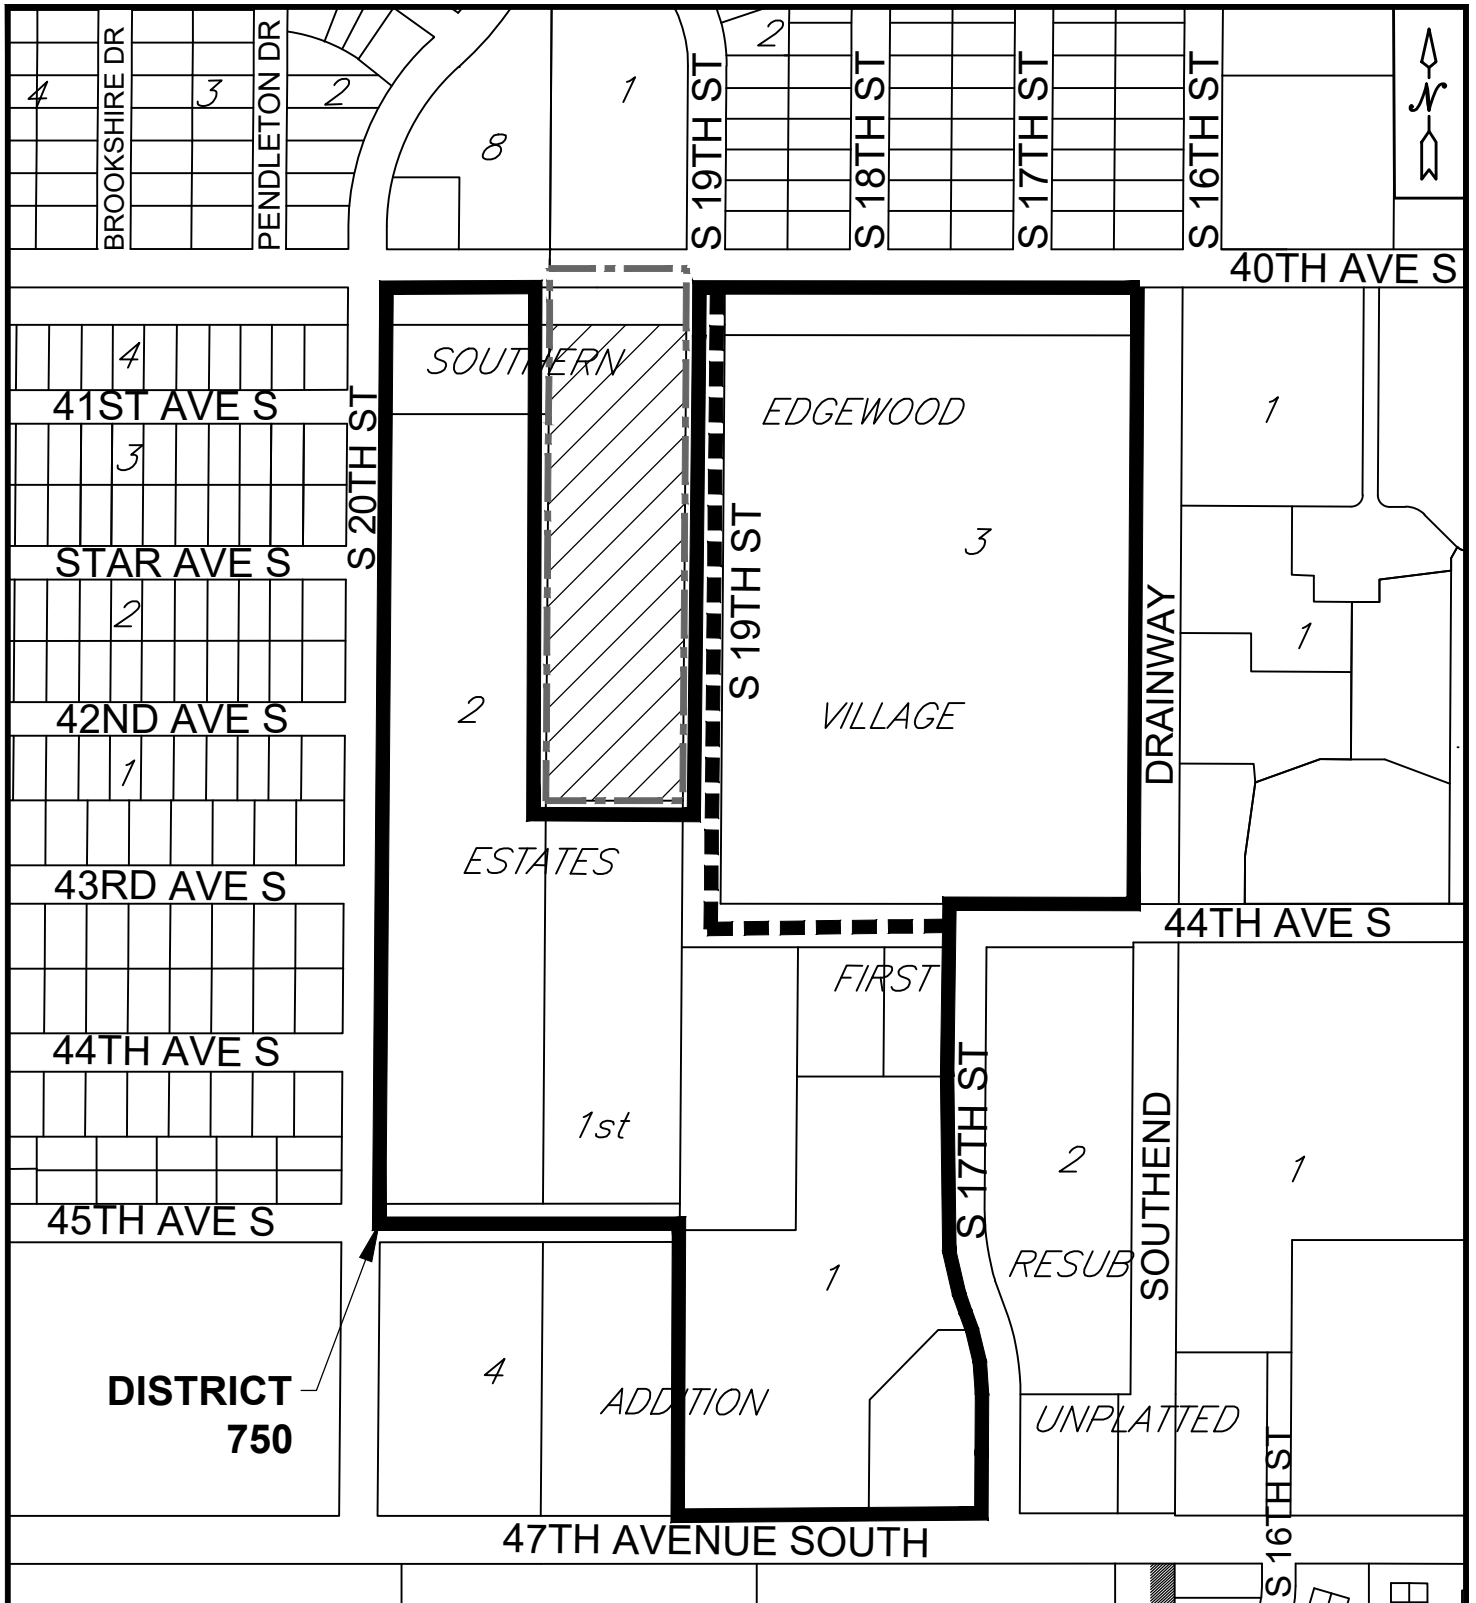 BROOKSHIRE DR
PENDLETON DR
4
3
2
8
1
2
S 19TH ST
S 18TH ST
S 17TH ST
S 16TH ST
N
40TH AVE S
SOUTHERN
4
41ST AVE S
EDGEWOOD
1
3
S 20TH ST
STAR AVE S
3
S 19TH ST
2
1
DRAINWAY
42ND AVE S
2
VILLAGE
1
43RD AVE S
ESTATES
44TH AVE S
FIRST
44TH AVE S
1st
S 17TH ST
2
SOUTHEND
1
45TH AVE S
1
RESUB
DISTRICT
750
4
ADDITION
UNPLATTED
S 16TH ST
47TH AVENUE SOUTH